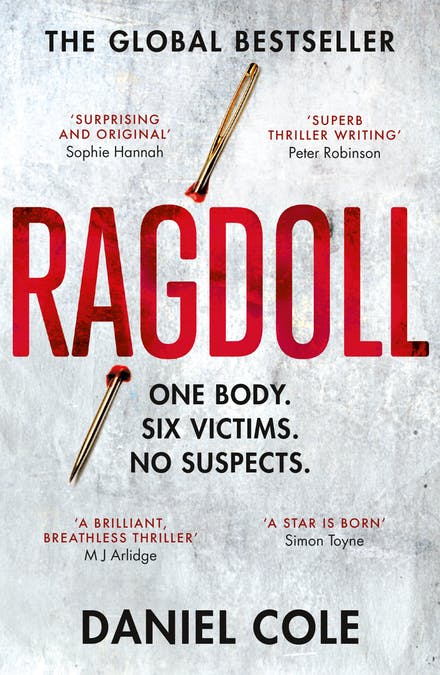 THE GLOBAL BESTSELLER
'SURPRISING
AND ORIGINAL'
Sophie Hannah
'SUPERB
THRILLER WRITING'
Peter Robinson
RAGDOLL
ONE BODY.
SIX VICTIMS.
NO SUSPECTS.
'A BRILLIANT,
BREATHLESS THRILLER'
M J Arlidge
'A STAR IS BORN'
Simon Toyne
DANIEL COLE